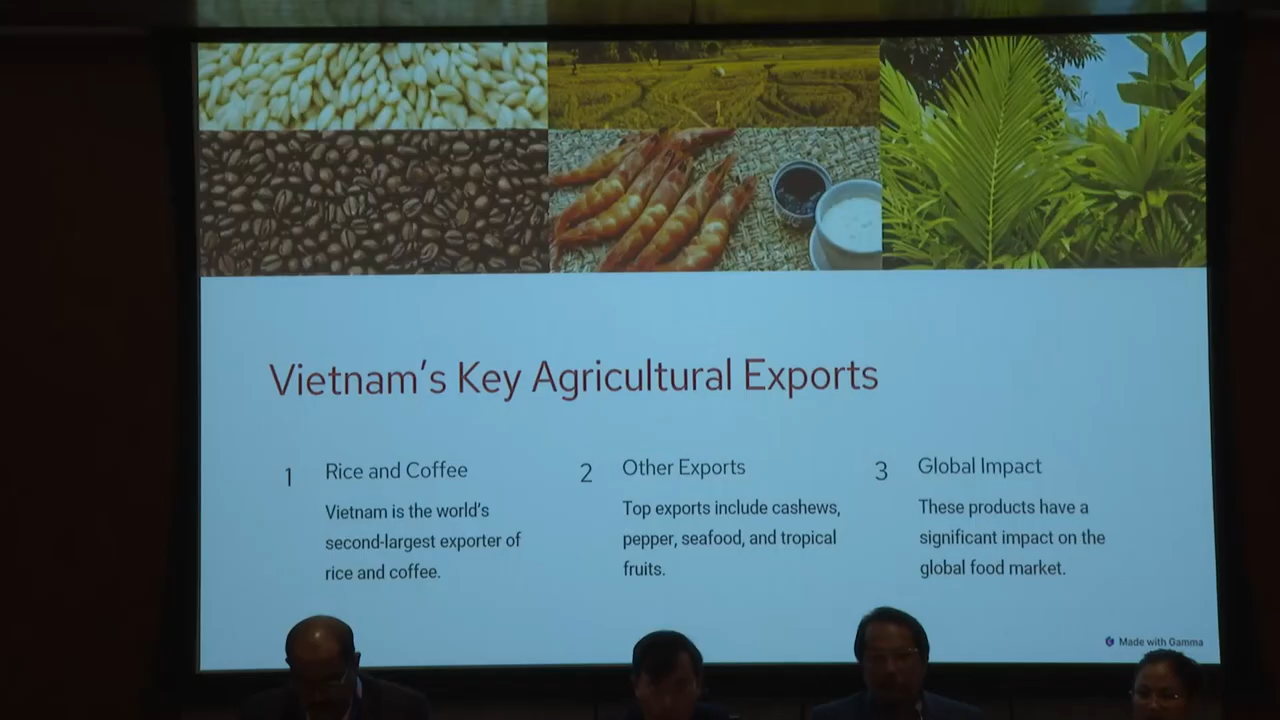 Vietnam's Key Agricultural Exports
1
Rice and Coffee
Vietnam is the world's
second-largest exporter of
rice and coffee.
2
Other Exports
Top exports include cashews,
pepper, seafood, and tropical
fruits.
3
Global Impact
These products have a
significant impact on the
global food market.
Made with Gamma